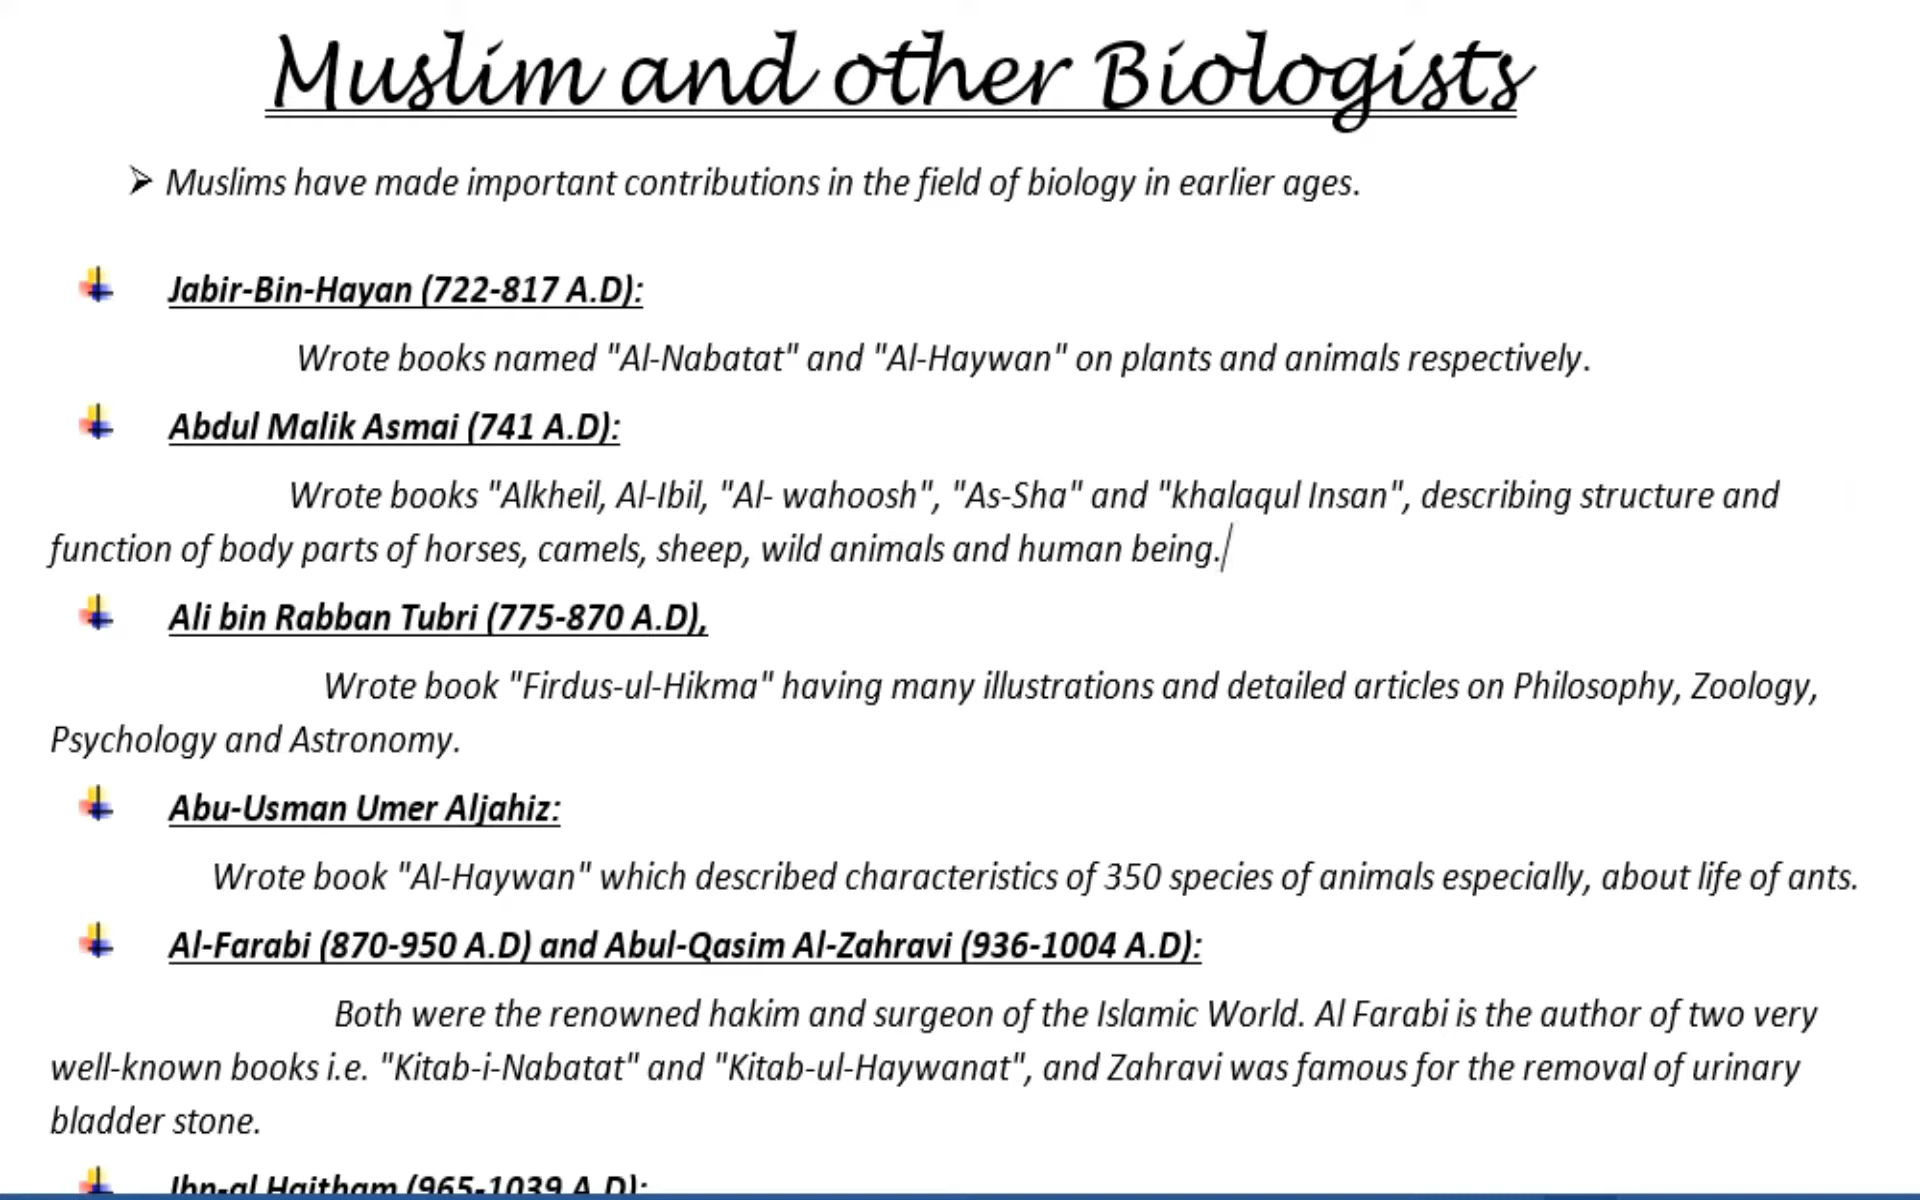 Muslim and other Biologists
➢ Muslims have made important contributions in the field of biology in earlier ages.
Jabir-Bin-Hayan (722-817 A.D):
Wrote books named "Al-Nabatat" and "Al-Haywan" on plants and animals respectively.
Abdul Malik Asmai (741 A.D):
Wrote books "Alkheil, Al-Ibil, "Al- wahoosh", "As-Sha" and "khalaqul Insan", describing structure and
function of body parts of horses, camels, sheep, wild animals and human being.
Ali bin Rabban Tubri (775-870 A.D),
Wrote book "Firdus-ul-Hikma" having many illustrations and detailed articles on Philosophy, Zoology,
Psychology and Astronomy.
Abu-Usman Umer Aljahiz:
Wrote book "Al-Haywan" which described characteristics of 350 species of animals especially, about life of ants.
Al-Farabi (870-950 A.D) and Abul-Qasim Al-Zahravi (936-1004 A.D):
Both were the renowned hakim and surgeon of the Islamic World. Al Farabi is the author of two very
well-known books i.e. "Kitab-i-Nabatat" and "Kitab-ul-Haywanat", and Zahravi was famous for the removal of urinary
bladder stone.
Ibn-al Haitham (965-1039 A.D):